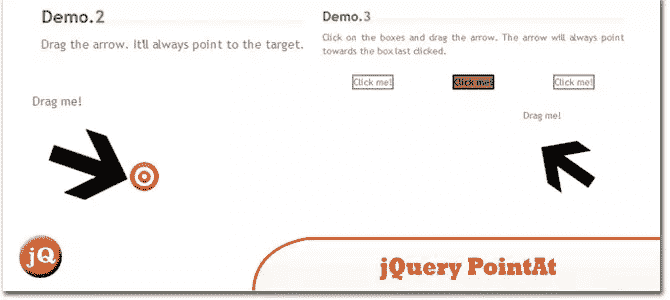 Demo.2
Drag the arrow. It'll always point to the target.
Drag me!
Demo.3
Click on the boxes and drag the arrow. The arrow will always point
towards the box last clicked.
Click me! Click me! Click me!
Drag me!
jQ
jQuery PointAt